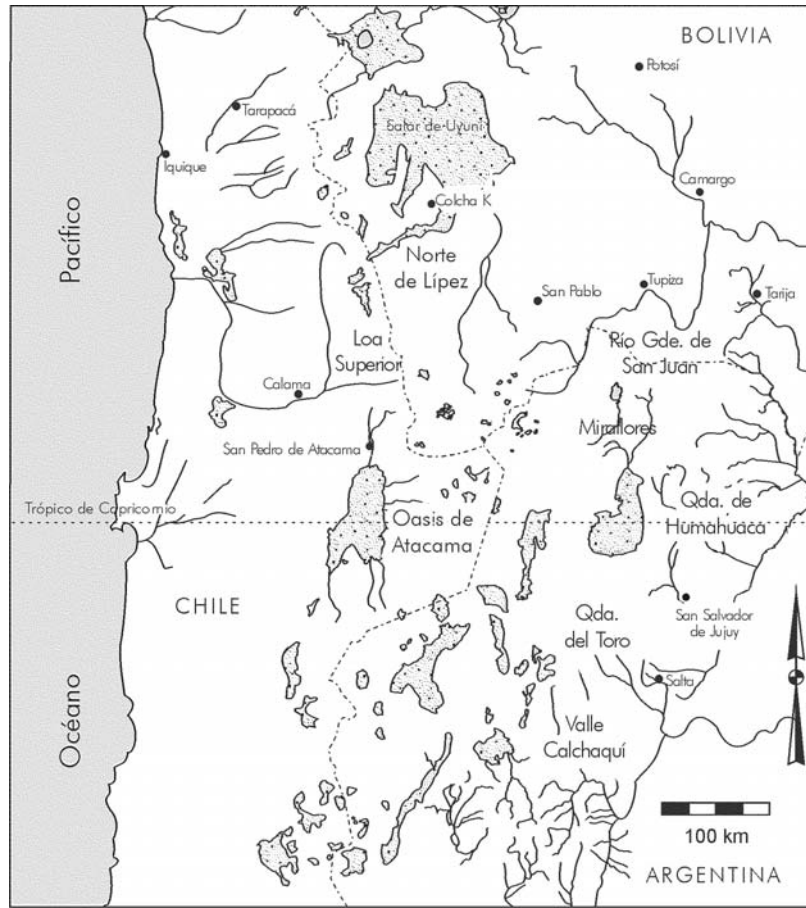 BOLIVIA
Potosí
Tarapacá
Salar de Uyuni
Iquique
Camargo
Colcha K
Pacífico
Norte
de Lípez
San Pablo
Tupiza
Tarija
Loa
Superior
Río Gde. de
San Juan
Calama
Miraflores
San Pedro de Atacama
Trópico de Capricornio
Oasis de
Atacama
Qda. de
Humahuaca
CHILE
San Salvador
de Jujuy
Qda.
del Toro
Salta
Océano
Valle
Calchaquí
100 km
ARGENTINA